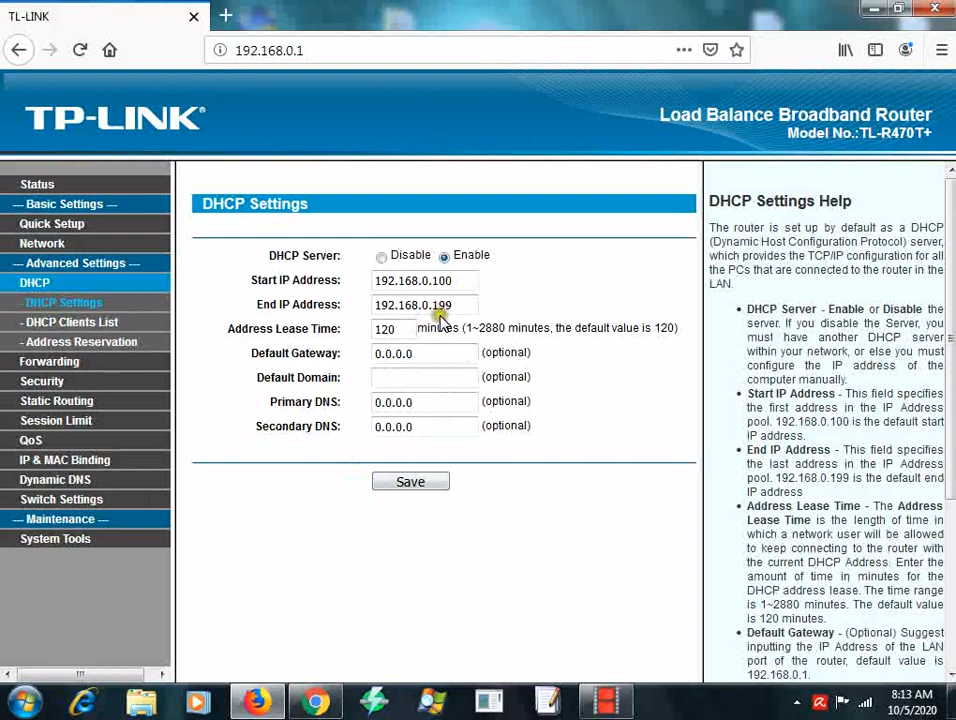 TL-LINK
192.168.0.1
TP-LINK®
Load Balance Broadband Router
Model No.:TL-R470T+
Status
--- Basic Settings ---
Quick Setup
Network
--- Advanced Settings ---
DHCP
- DHCP Settings
- DHCP Clients List
- Address Reservation
Forwarding
Security
Static Routing
Session Limit
QoS
IP & MAC Binding
Dynamic DNS
Switch Settings
--- Maintenance ---
System Tools
DHCP Settings
DHCP Server: Disable Enable
Start IP Address: 192.168.0.100
End IP Address: 192.168.0.199
Address Lease Time: 120 minutes (1~2880 minutes, the default value is 120)
Default Gateway: 0.0.0.0 (optional)
Default Domain: (optional)
Primary DNS: 0.0.0.0 (optional)
Secondary DNS: 0.0.0.0 (optional)
Save
DHCP Settings Help
The router is set up by default as a DHCP
(Dynamic Host Configuration Protocol) server,
which provides the TCP/IP configuration for all
the PCs that are connected to the router in the
LAN.
• DHCP Server - Enable or Disable the
server. If you disable the Server, you
must have another DHCP server
within your network, or else you must
configure the IP address of the
computer manually.
• Start IP Address - This field specifies
the first address in the IP Address
pool. 192.168.0.100 is the default start
IP address.
• End IP Address - This field specifies
the last address in the IP Address
pool. 192.168.0.199 is the default end
IP address
• Address Lease Time - The Address
Lease Time is the length of time in
which a network user will be allowed
to keep connecting to the router with
the current DHCP Address. Enter the
amount of time in minutes for the
DHCP address lease. The time range
is 1~2880 minutes. The default value
is 120 minutes.
• Default Gateway - (Optional) Suggest
inputting the IP Address of the LAN
port of the router, default value is
192.168.0.1.
8:13 AM
10/5/2020